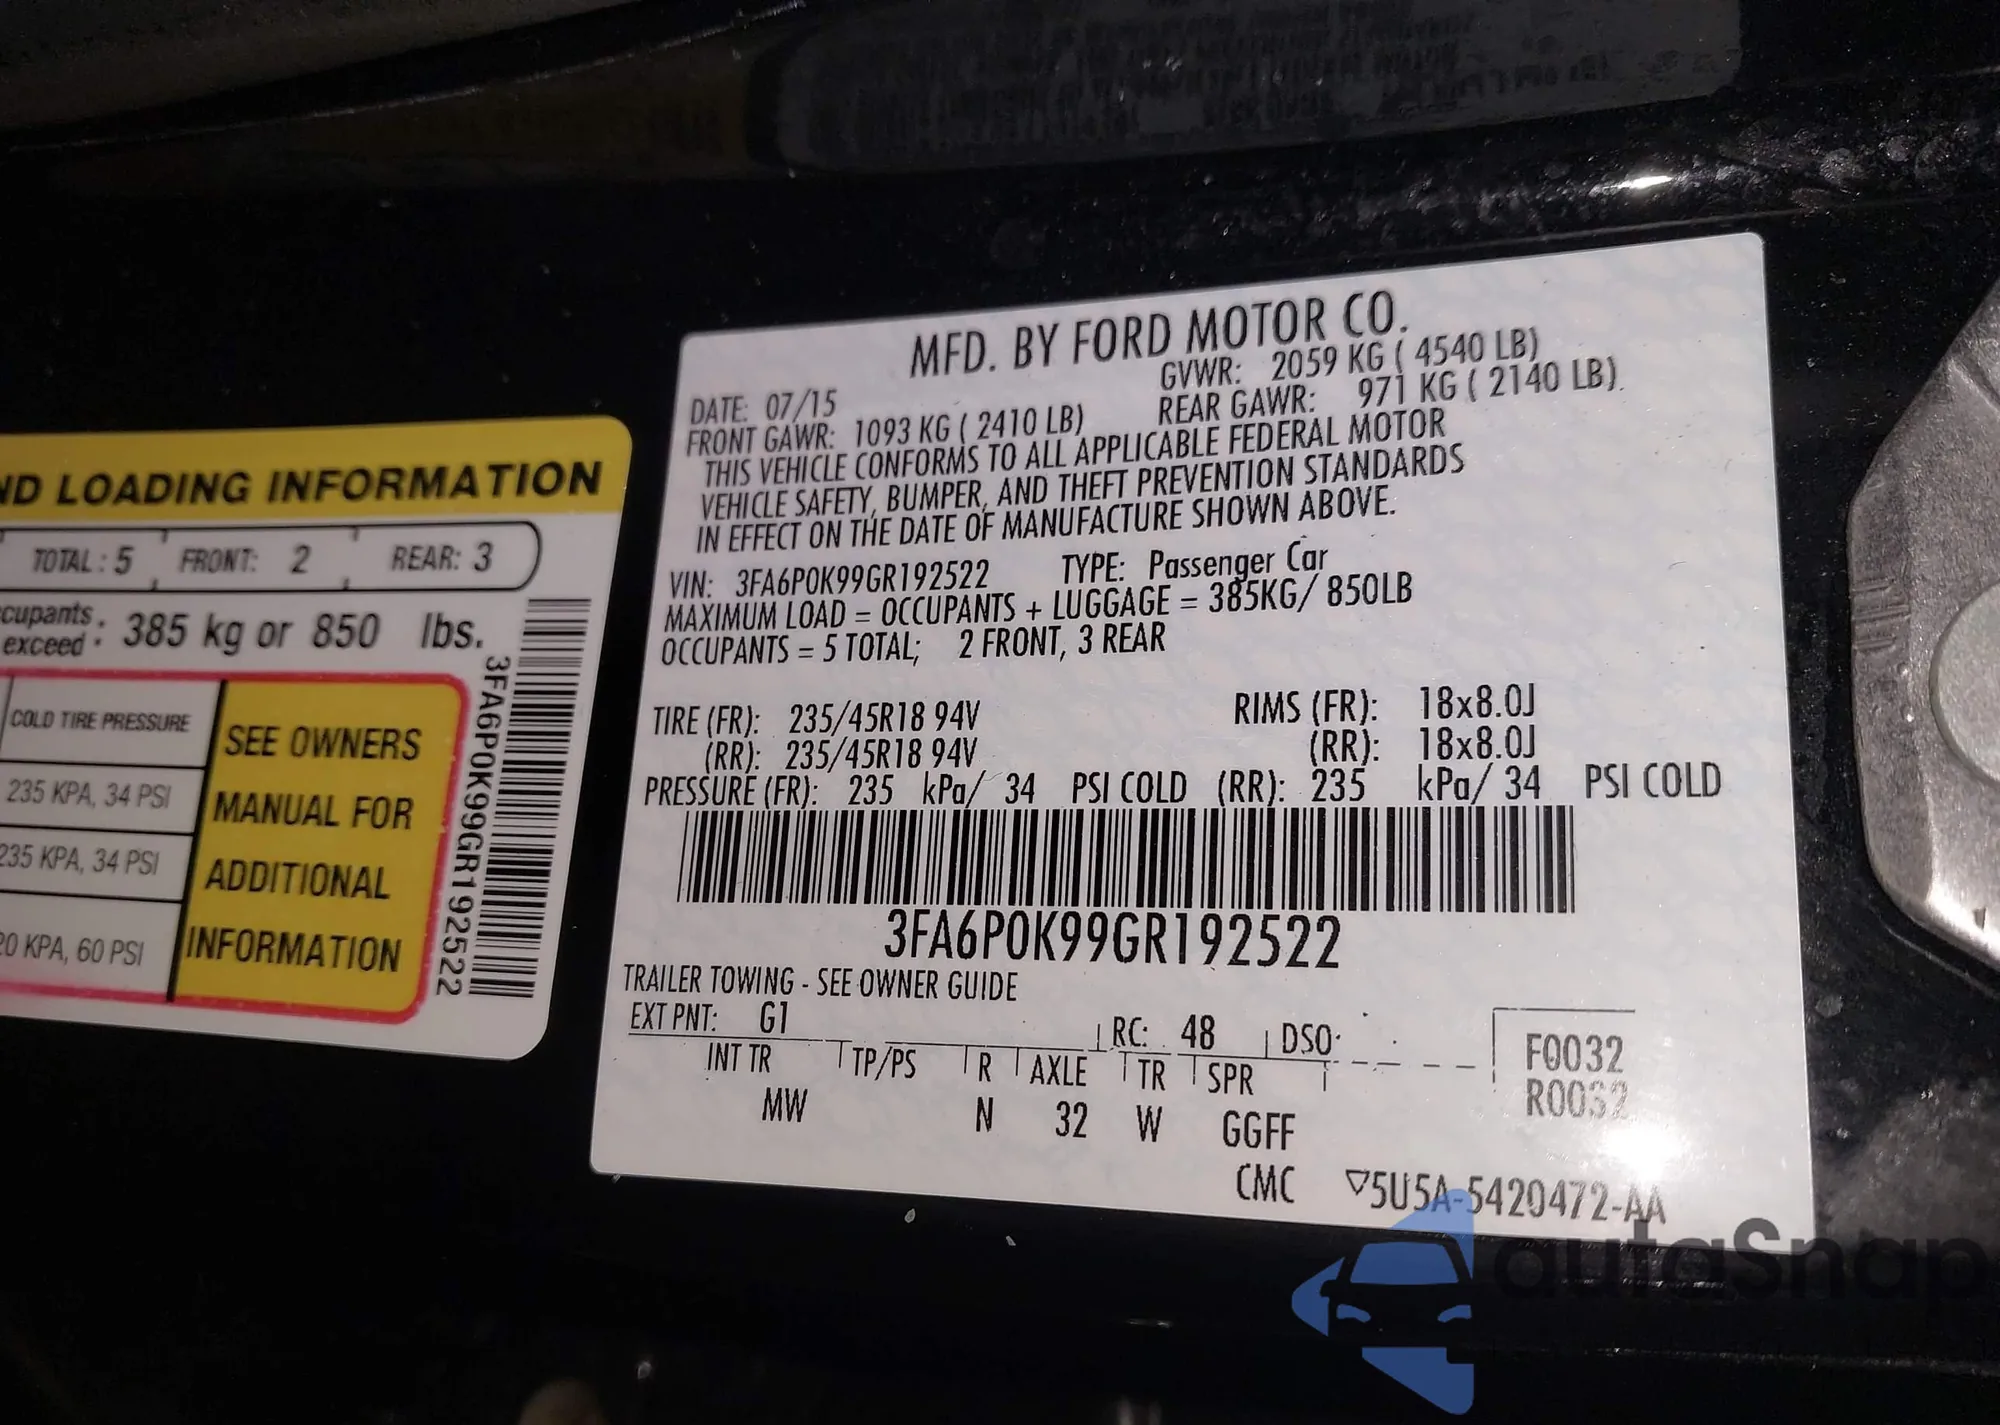 ND LOADING INFORMATION
TOTAL : 5 FRONT: 2 REAR: 3
cupants
exceed : 385 kg or 850 lbs.
COLD TIRE PRESSURE
235 KPA, 34 PSI
235 KPA, 34 PSI
20 KPA, 60 PSI
SEE OWNERS
MANUAL FOR
ADDITIONAL
INFORMATION
3FA6P0K99GR192522
MFD. BY FORD MOTOR CO.
DATE: 07/15 GVWR: 2059 KG ( 4540 LB)
FRONT GAWR: 1093 KG ( 2410 LB) REAR GAWR: 971 KG ( 2140 LB).
THIS VEHICLE CONFORMS TO ALL APPLICABLE FEDERAL MOTOR
VEHICLE SAFETY, BUMPER, AND THEFT PREVENTION STANDARDS
IN EFFECT ON THE DATE OF MANUFACTURE SHOWN ABOVE.
VIN: 3FA6P0K99GR192522 TYPE: Passenger Car
MAXIMUM LOAD = OCCUPANTS + LUGGAGE = 385KG/ 850LB
OCCUPANTS = 5 TOTAL; 2 FRONT, 3 REAR
TIRE (FR): 235/45R18 94V RIMS (FR): 18x8.0J
(RR): 235/45R18 94V (RR): 18x8.0J
PRESSURE (FR): 235 kPa/ 34 PSI COLD (RR): 235 kPa/ 34 PSI COLD
3FA6P0K99GR192522
TRAILER TOWING - SEE OWNER GUIDE
EXT PNT: G1 RC: 48 DSO: F0032
INT TR TP/PS R AXLE TR SPR R0032
MW N 32 W GGFF
CMC ▽5U5A-5420472-AA
autaSnap